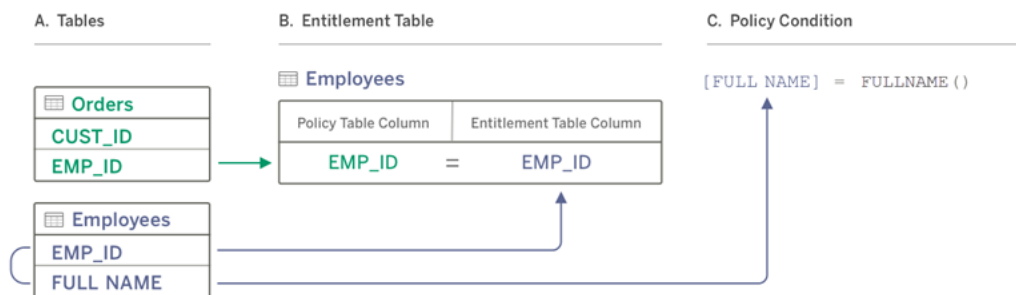 A. Tables
B. Entitlement Table
C. Policy Condition
Orders
CUST_ID
EMP_ID
Employees
EMP_ID
FULL NAME
Employees
Policy Table Column
Entitlement Table Column
EMP_ID = EMP_ID
[FULL NAME] = FULLNAME()